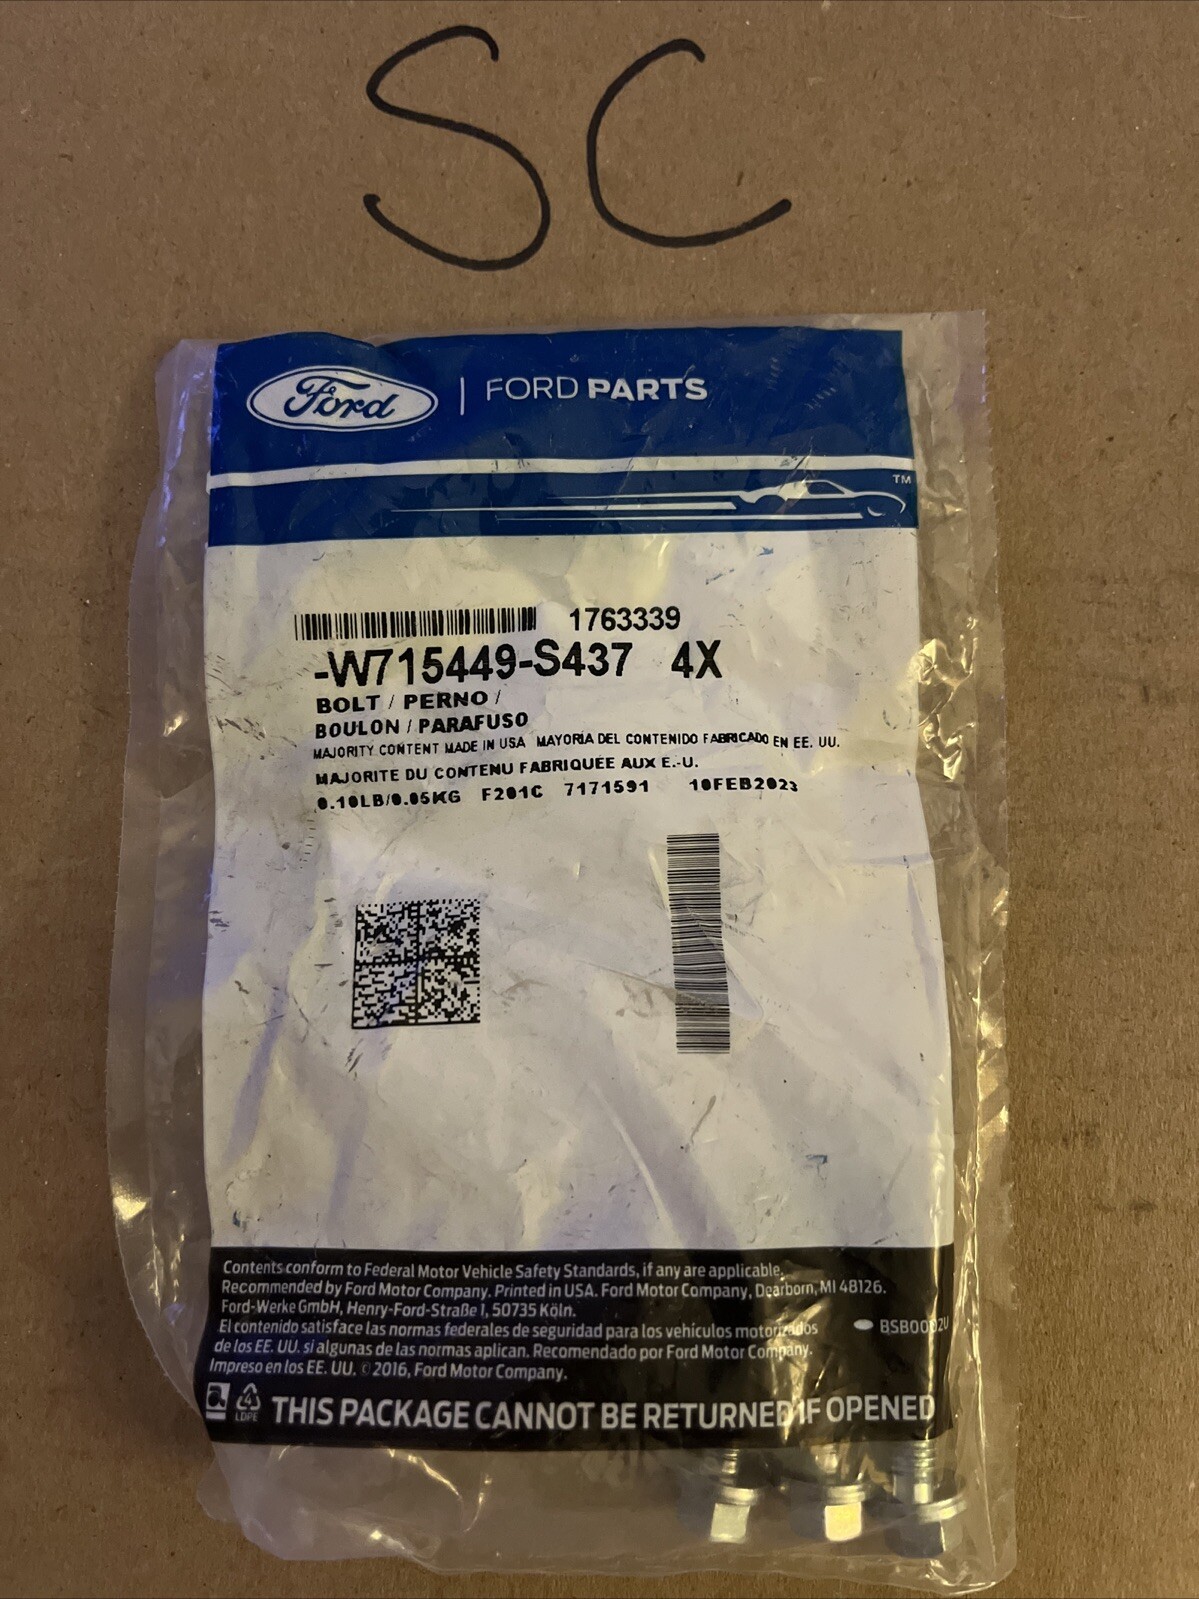 SC
Ford | FORD PARTS
TM
1763339
-W715449-S437 4X
BOLT / PERNO /
BOULON / PARAFUSO
MAJORITY CONTENT MADE IN USA MAYORÍA DEL CONTENIDO FABRICADO EN EE. UU.
MAJORITE DU CONTENU FABRIQUÉE AUX E.-U.
0.10LB/0.05KG F201C 7171591 10FEB2023
Contents conform to Federal Motor Vehicle Safety Standards, if any are applicable.
Recommended by Ford Motor Company. Printed in USA. Ford Motor Company, Dearborn, MI 48126.
Ford-Werke GmbH, Henry-Ford-Straße 1, 50735 Köln.
El contenido satisface las normas federales de seguridad para los vehículos motorizados
de los EE. UU. si algunas de las normas aplican. Recomendado por Ford Motor Company.
Impreso en los EE. UU. © 2016, Ford Motor Company.
4
LDPE
THIS PACKAGE CANNOT BE RETURNED IF OPENED